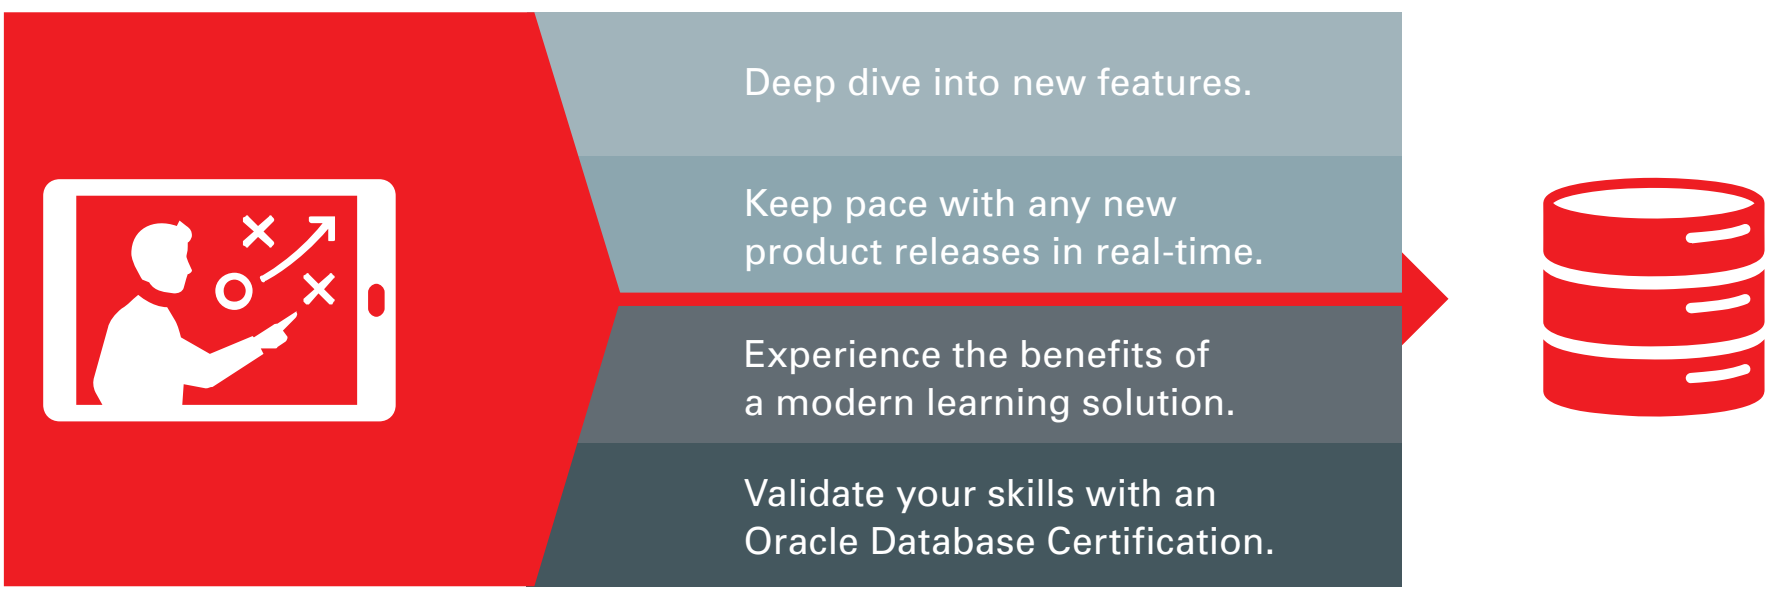 Deep dive into new features.
Keep pace with any new
product releases in real-time.
Experience the benefits of
a modern learning solution.
Validate your skills with an
Oracle Database Certification.